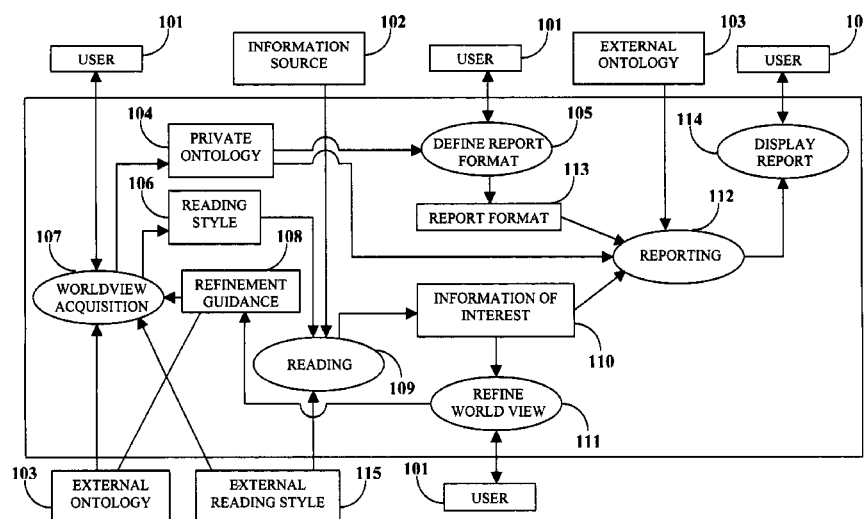 101
102
101
103
10
USER
INFORMATION
SOURCE
USER
EXTERNAL
ONTOLOGY
USER
104
PRIVATE
ONTOLOGY
105
DEFINE REPORT
FORMAT
114
DISPLAY
REPORT
106
READING
STYLE
113
REPORT FORMAT
112
REPORTING
107
WORLDVIEW
ACQUISITION
108
REFINEMENT
GUIDANCE
INFORMATION OF
INTEREST
110
READING
109
REFINE
WORLD VIEW
111
103
EXTERNAL
ONTOLOGY
EXTERNAL
READING STYLE
115
101
USER